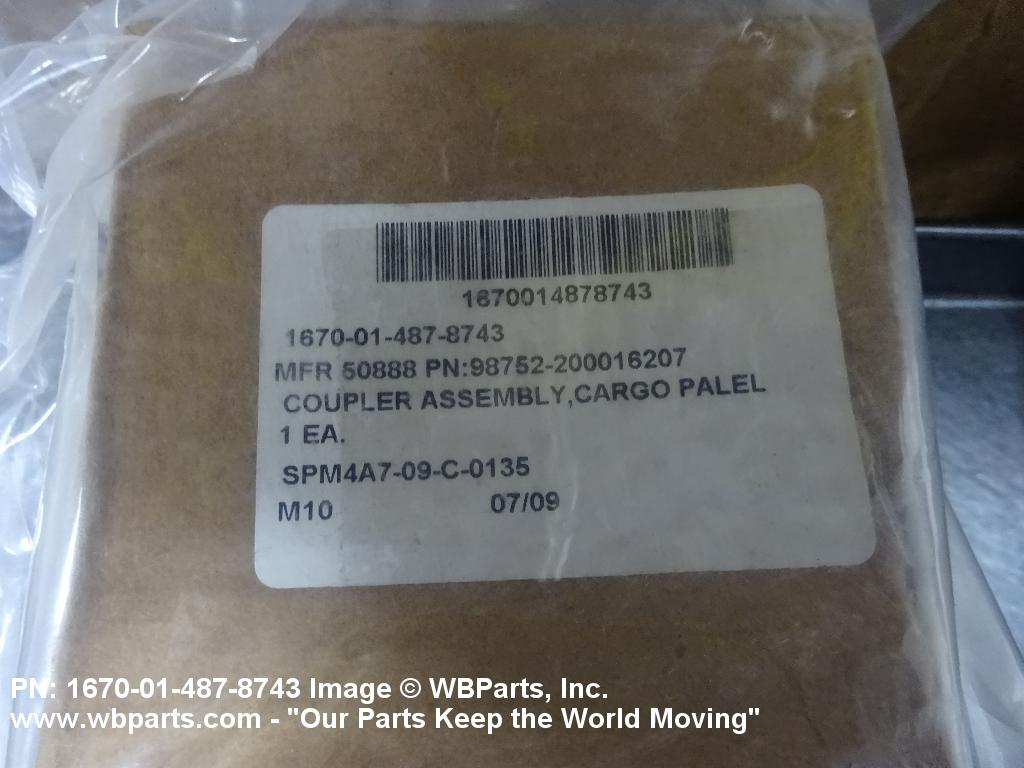 1670014878743
1670-01-487-8743
MFR 50888 PN:98752-200016207
COUPLER ASSEMBLY,CARGO PALEL
1 EA.
SPM4A7-09-C-0135
M10 07/09
PN: 1670-01-487-8743 Image © WBParts, Inc.
www.wbparts.com - "Our Parts Keep the World Moving"